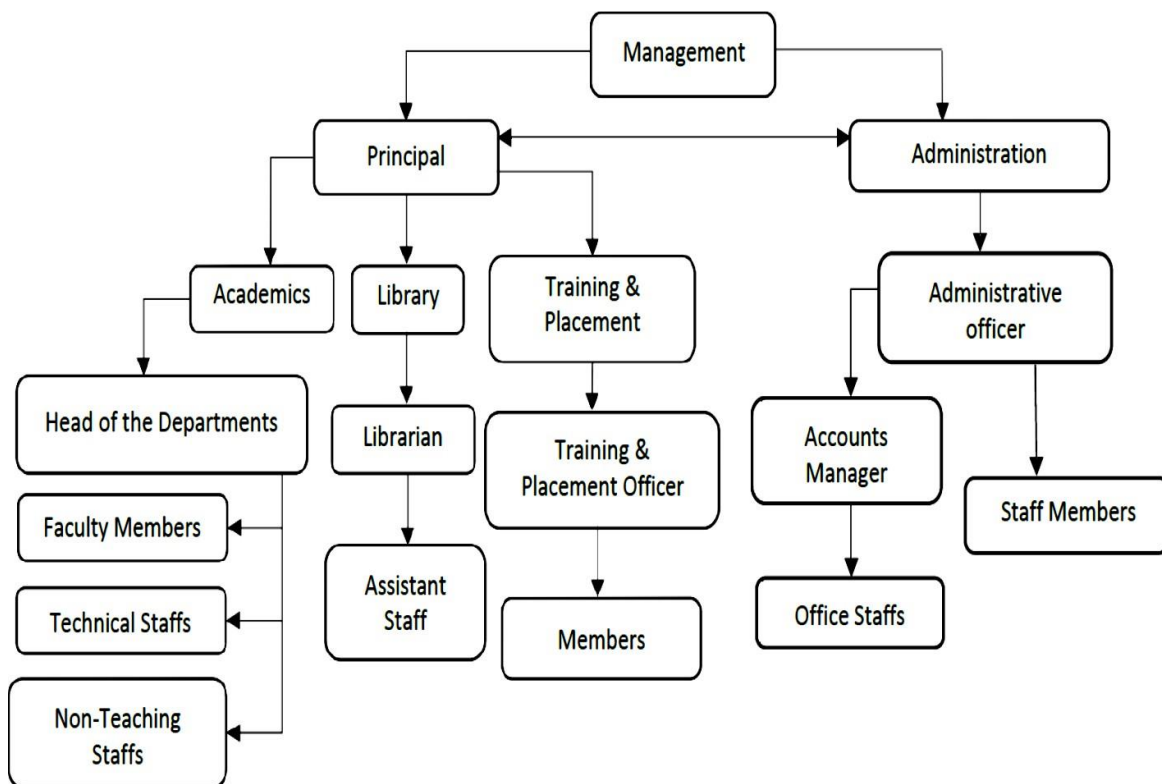 Management
Principal
Administration
Academics
Library
Training &
Placement
Administrative
officer
Head of the Departments
Librarian
Training &
Placement Officer
Accounts
Manager
Faculty Members
Staff Members
Technical Staffs
Assistant
Staff
Members
Office Staffs
Non-Teaching
Staffs